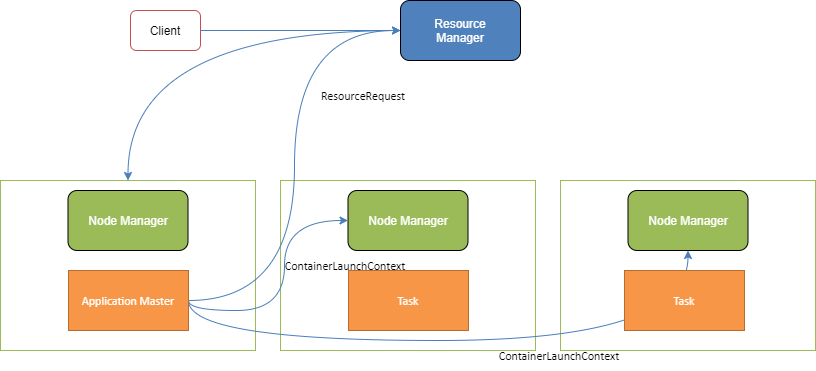 Client
Resource
Manager
ResourceRequest
Node Manager
Node Manager
Node Manager
ContainerLaunchContext
Application Master
Task
Task
ContainerLaunchContext